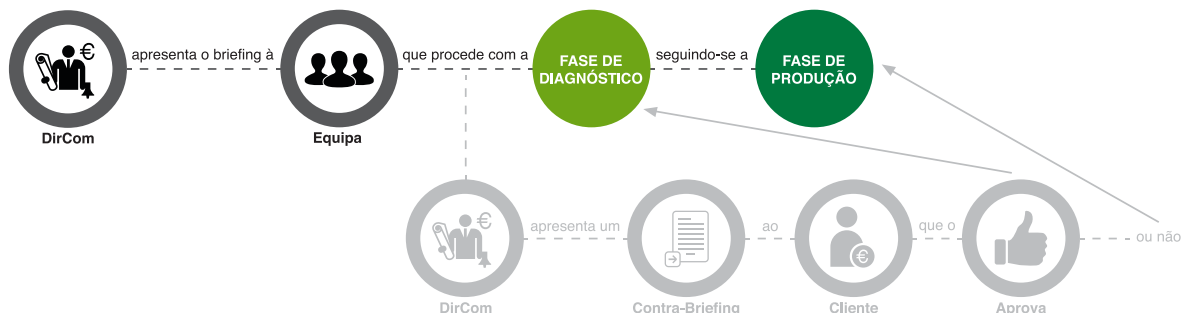 apresenta o briefing à
que procede com a
FASE DE
DIAGNÓSTICO
seguindo-se a
FASE DE
PRODUÇÃO
DirCom
Equipa
apresenta um
ao
que o
ou não
DirCom
Contra-Briefing
Cliente
Aprova